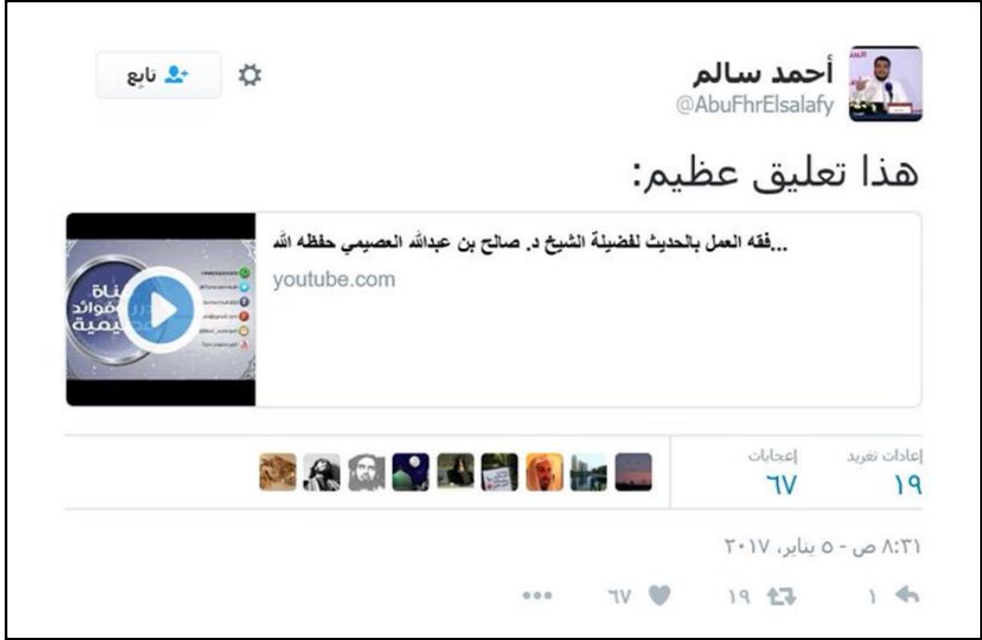 أحمد سالم
@AbuFhrElsalafy
تابِع
هذا تعليق عظيم:
...فقه العمل بالحديث لفضيلة الشيخ د. صالح بن عبدالله العصيمي حفظه الله
youtube.com
إعادات تغريد
١٩
إعجابات
٦٧
٨:٣١ ص - ٥ يناير، ٢٠١٧
١ ١٩ ٦٧